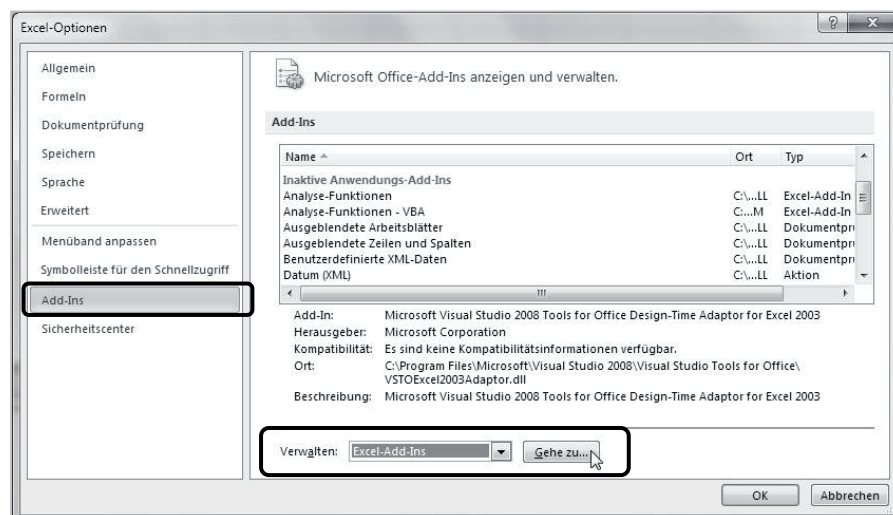 Excel-Optionen
Allgemein
Formeln
Dokumentprüfung
Speichern
Sprache
Erweitert
Menüband anpassen
Symbolleiste für den Schnellzugriff
Add-Ins
Sicherheitscenter
Microsoft Office-Add-Ins anzeigen und verwalten.
Add-Ins
Name Ort Typ
Inaktive Anwendungs-Add-Ins
Analyse-Funktionen C:\...LL Excel-Add-In
Analyse-Funktionen - VBA C:...M Excel-Add-In
Ausgeblendete Arbeitsblätter C:\...LL Dokumentprü
Ausgeblendete Zeilen und Spalten C:\...LL Dokumentprü
Benutzerdefinierte XML-Daten C:\...LL Dokumentprü
Datum (XML) C:\...LL Aktion
Add-In: Microsoft Visual Studio 2008 Tools for Office Design-Time Adaptor for Excel 2003
Herausgeber: Microsoft Corporation
Kompatibilität: Es sind keine Kompatibilitätsinformationen verfügbar.
Ort: C:\Program Files\Microsoft\Visual Studio 2008\Visual Studio Tools for Office\
VSTOExcel2003Adaptor.dll
Beschreibung: Microsoft Visual Studio 2008 Tools for Office Design-Time Adaptor for Excel 2003
Verwalten: Excel-Add-Ins Gehe zu...
OK Abbrechen